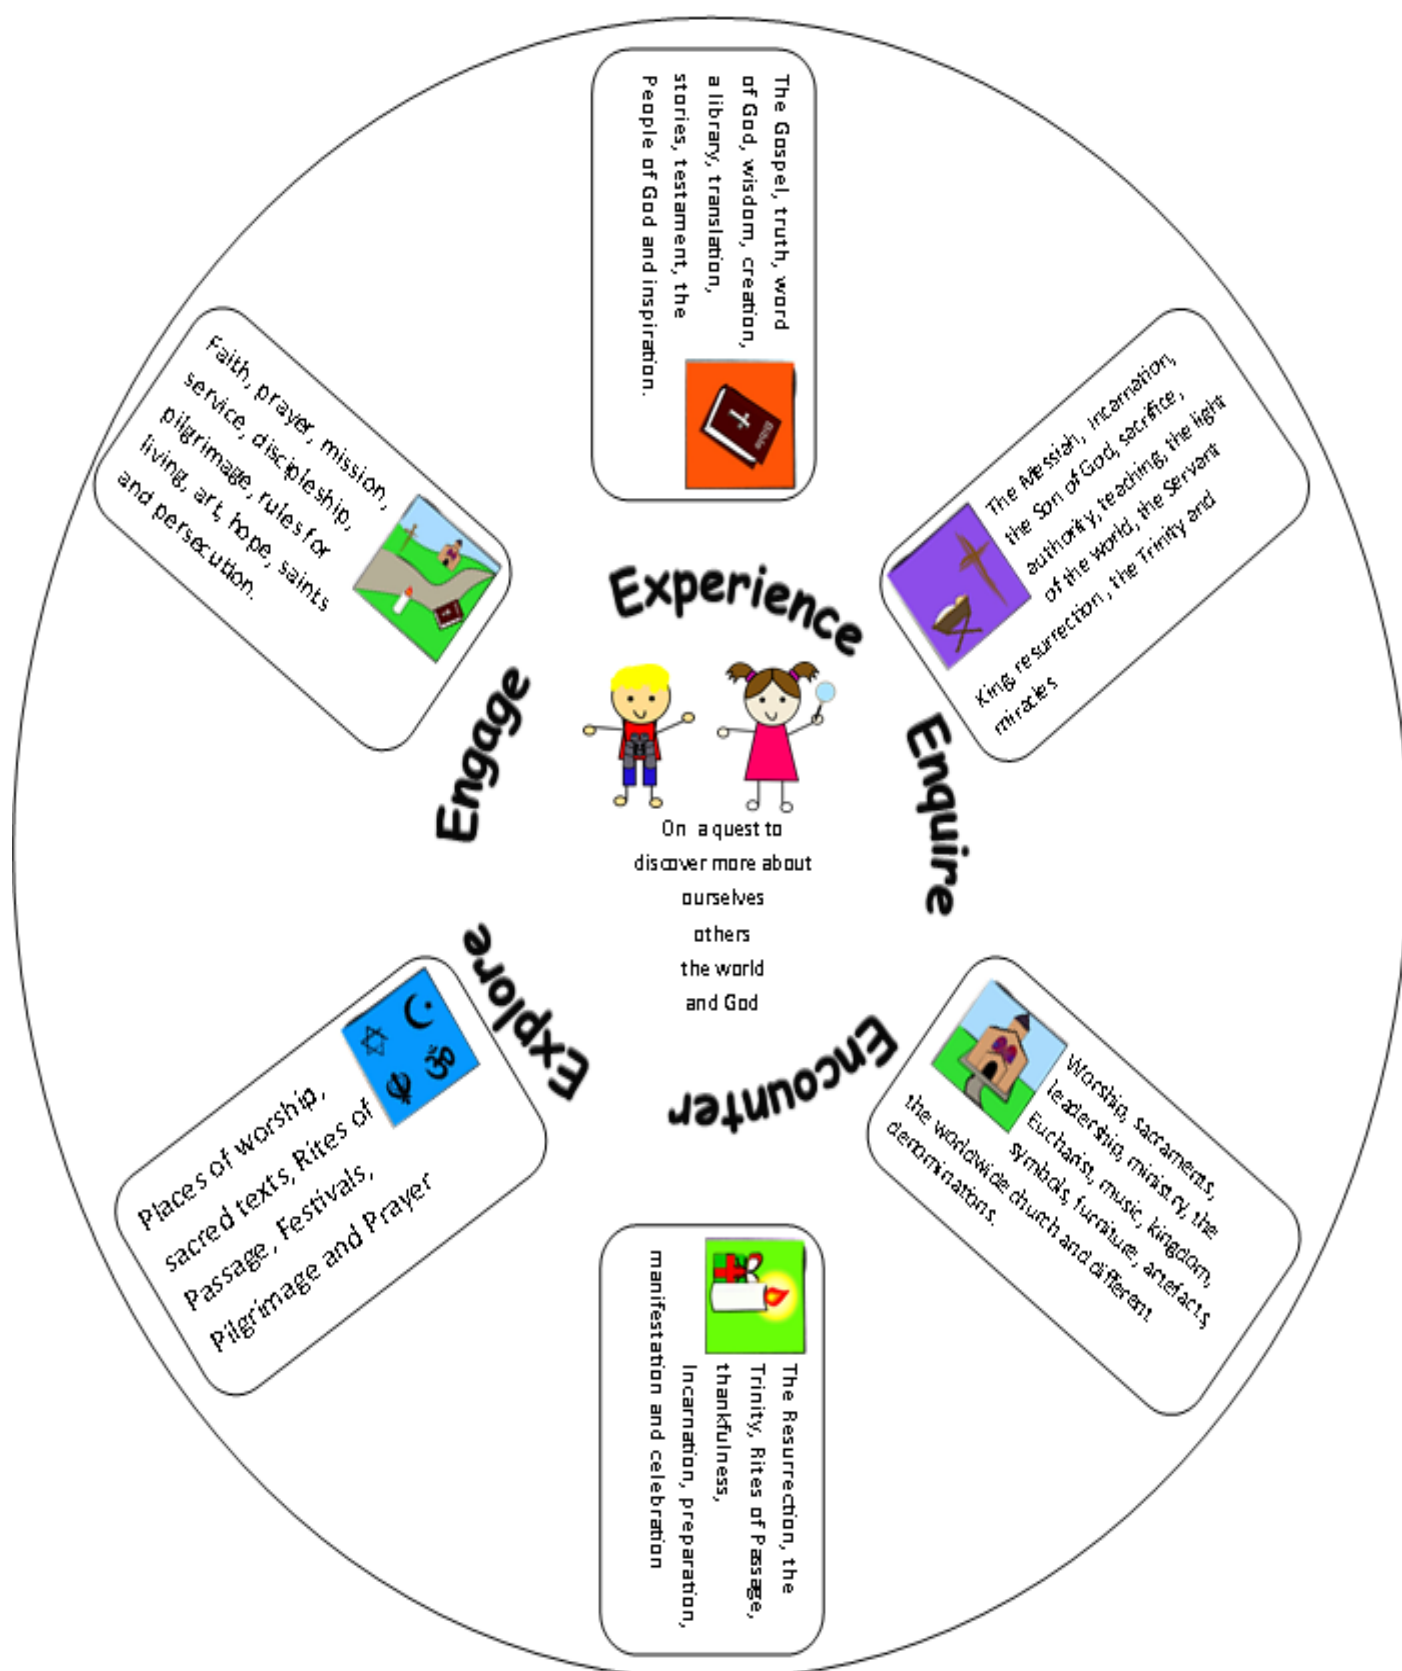 The Gospel, truth, word
of God, wisdom, creation,
a library, translation,
stories, testament, the
People of God and inspiration.
Bible
The Messiah, incarnation,
the Son of God, sacrifice,
authority, teaching, the light
of the world, the Servant
King, resurrection, the Trinity and
miracles
Worship, sacraments,
leadership, ministry, the
Eucharist, music, kingdom,
symbols, furniture, artefacts
the worldwide church and different
denominations.
The Resurrection, the
Trinity, Rites of Passage,
thankfulness,
Incarnation, preparation,
manifestation and celebration
Places of worship,
sacred texts, Rites of
Passage, Festivals,
Pilgrimage and Prayer
Faith, prayer, mission,
service, discipleship,
pilgrimage, rules for
living, art, hope, saints
and persecution.
Experience
Enquire
Encounter
Explore
Engage
On a quest to
discover more about
ourselves
others
the world
and God